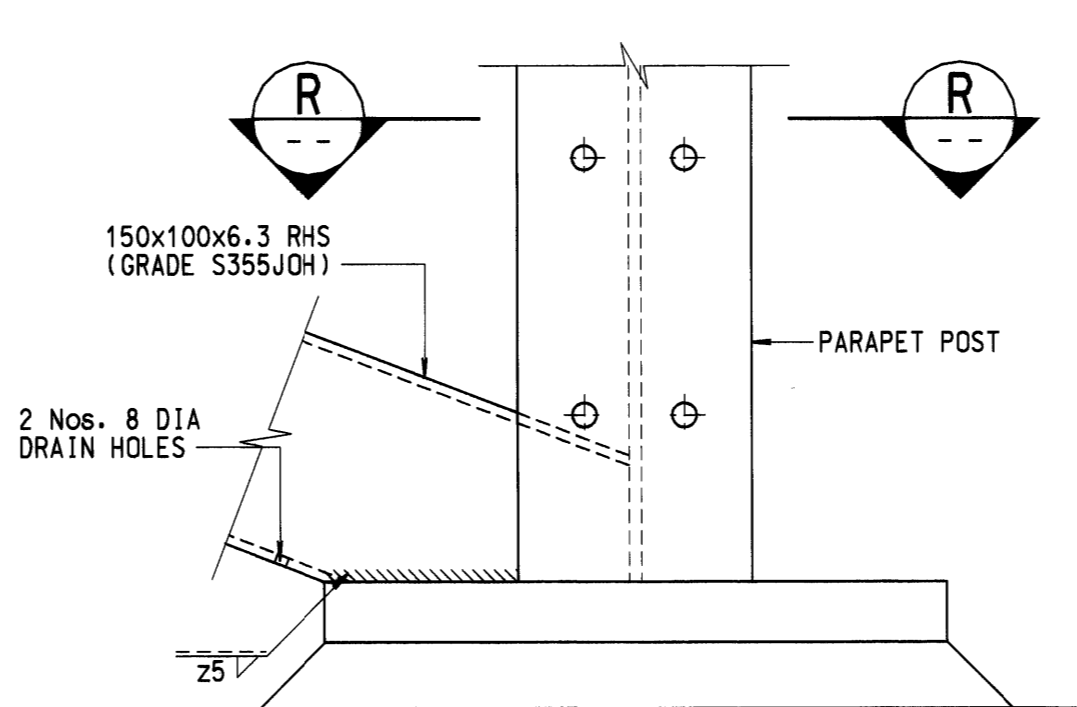 R
--
R
--
150x100x6.3 RHS
(GRADE S355J0H)
PARAPET POST
2 Nos. 8 DIA
DRAIN HOLES
z5